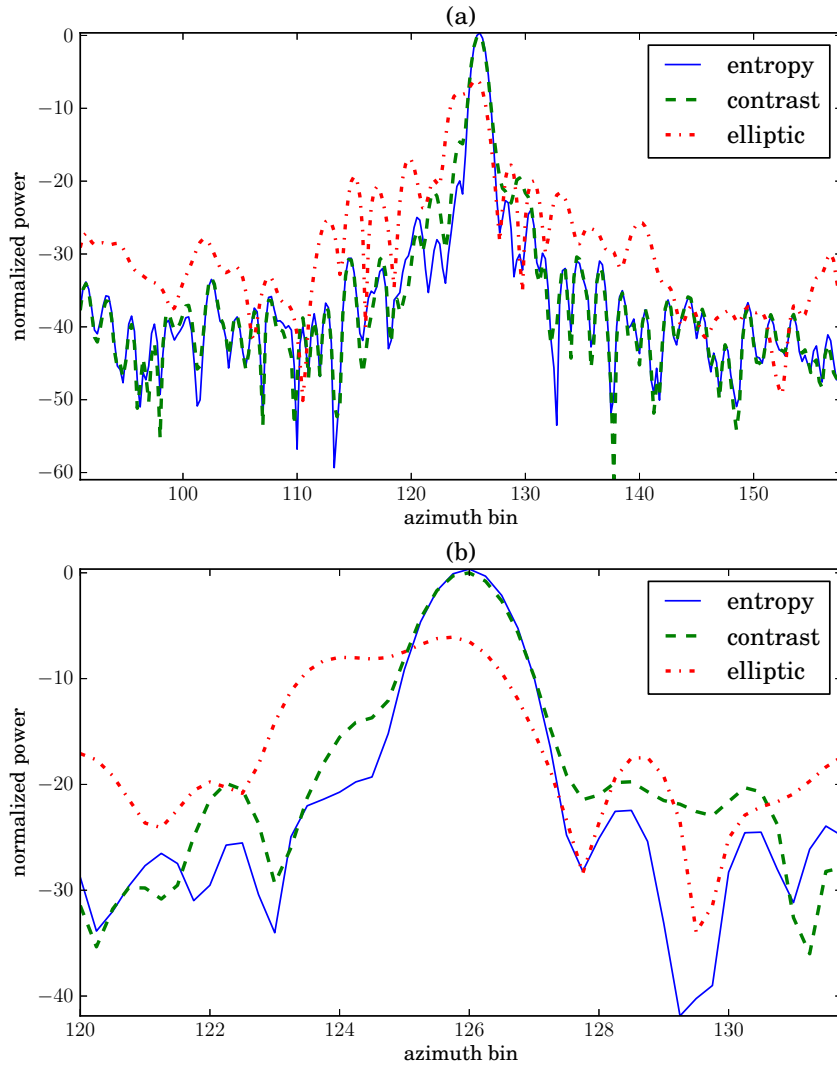 (a)
0
−10
−20
−30
−40
−50
−60
normalized power
entropy
contrast
elliptic
100 110 120 130 140 150
azimuth bin
(b)
0
−10
−20
−30
−40
normalized power
entropy
contrast
elliptic
120 122 124 126 128 130
azimuth bin